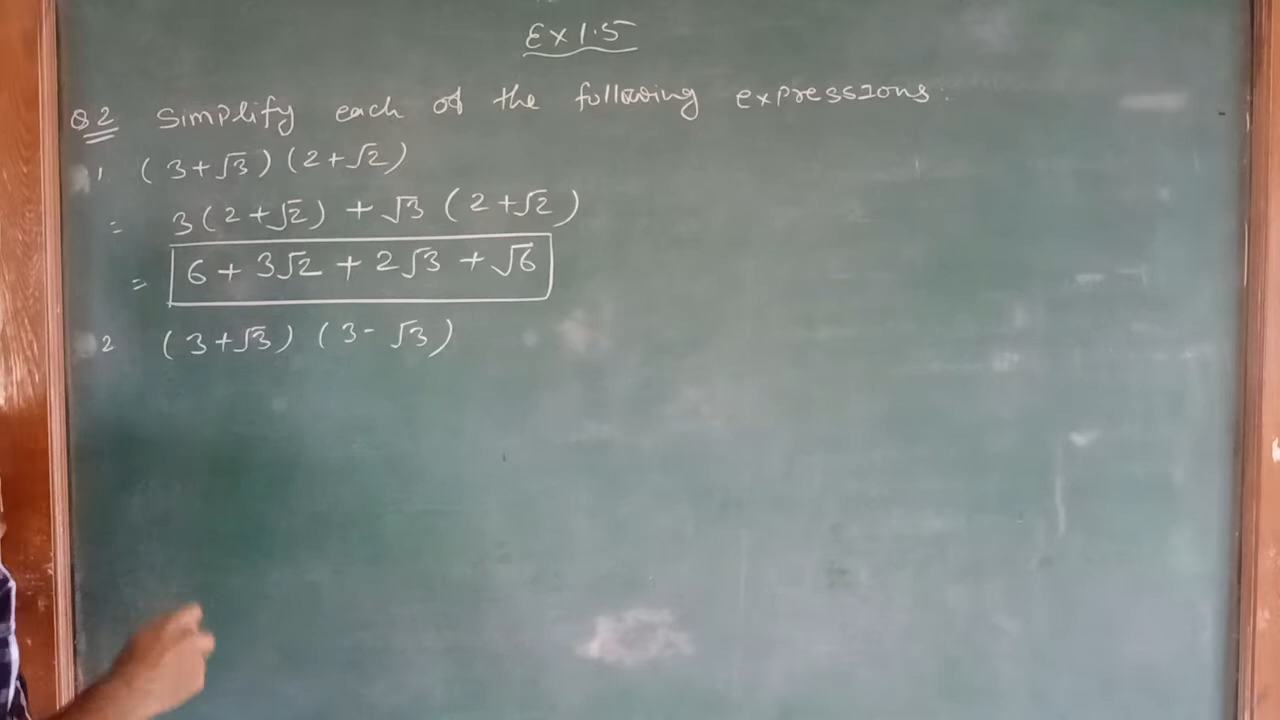 Ex 1.5
Q2 Simplify each of the following expressions:
1 (3+√3)(2+√2)
= 3(2+√2) + √3 (2+√2)
= 6 + 3√2 + 2√3 + √6
2 (3+√3) (3-√3)